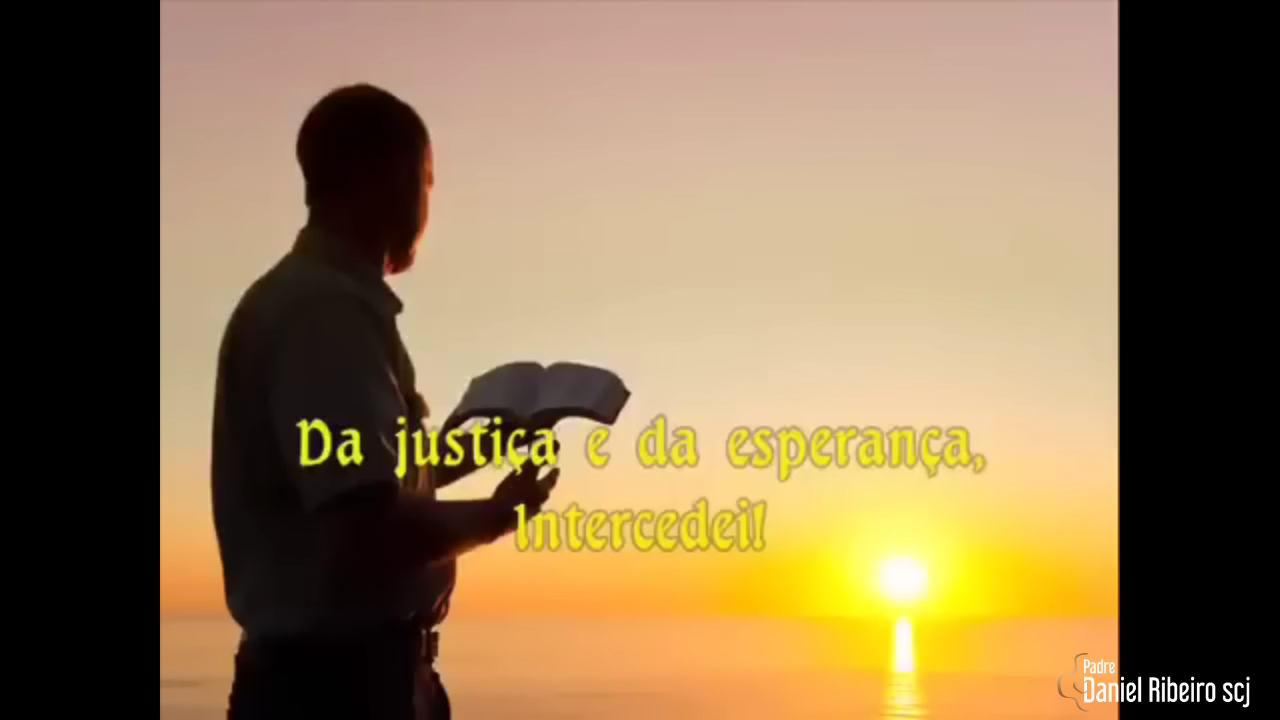 Da justiça e da esperança,
Intercedei!
Padre
Daniel Ribeiro scj